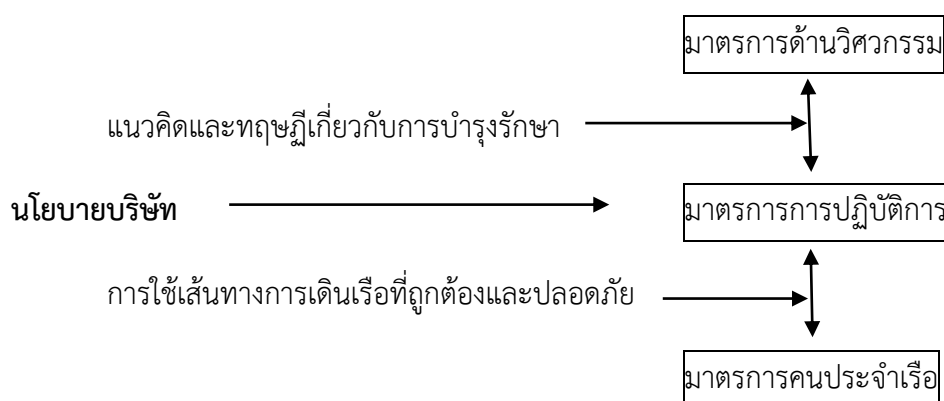 มาตรการด้านวิศวกรรม
แนวคิดและทฤษฏีเกี่ยวกับการบำรุงรักษา
นโยบายบริษัท
มาตรการการปฏิบัติการ
การใช้เส้นทางการเดินเรือที่ถูกต้องและปลอดภัย
มาตรการคนประจำเรือ